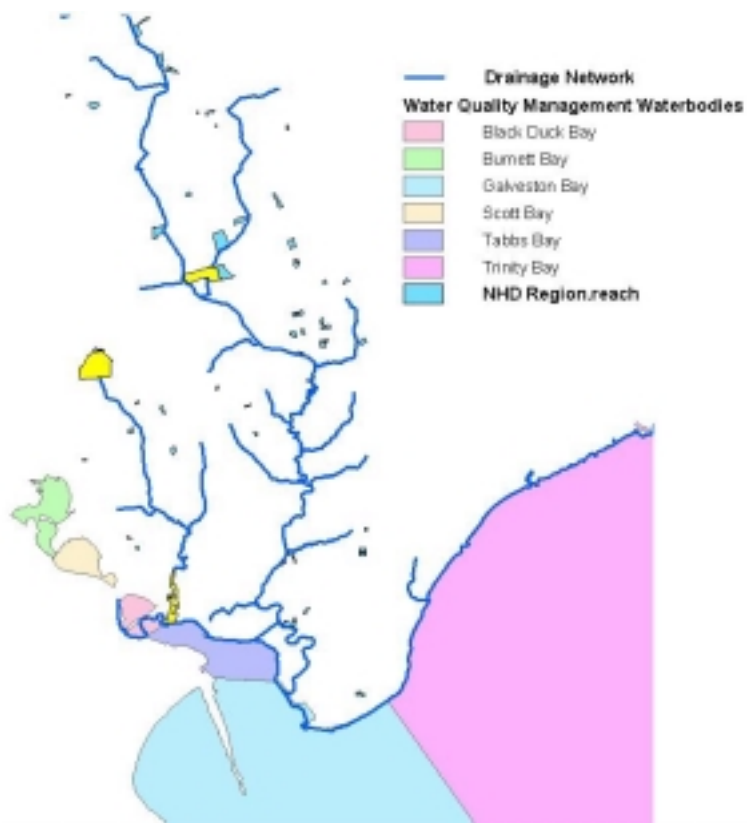 Drainage Network
Water Quality Management Waterbodies
Black Duck Bay
Burnett Bay
Galveston Bay
Scott Bay
Tabbs Bay
Trinity Bay
NHD Region.reach